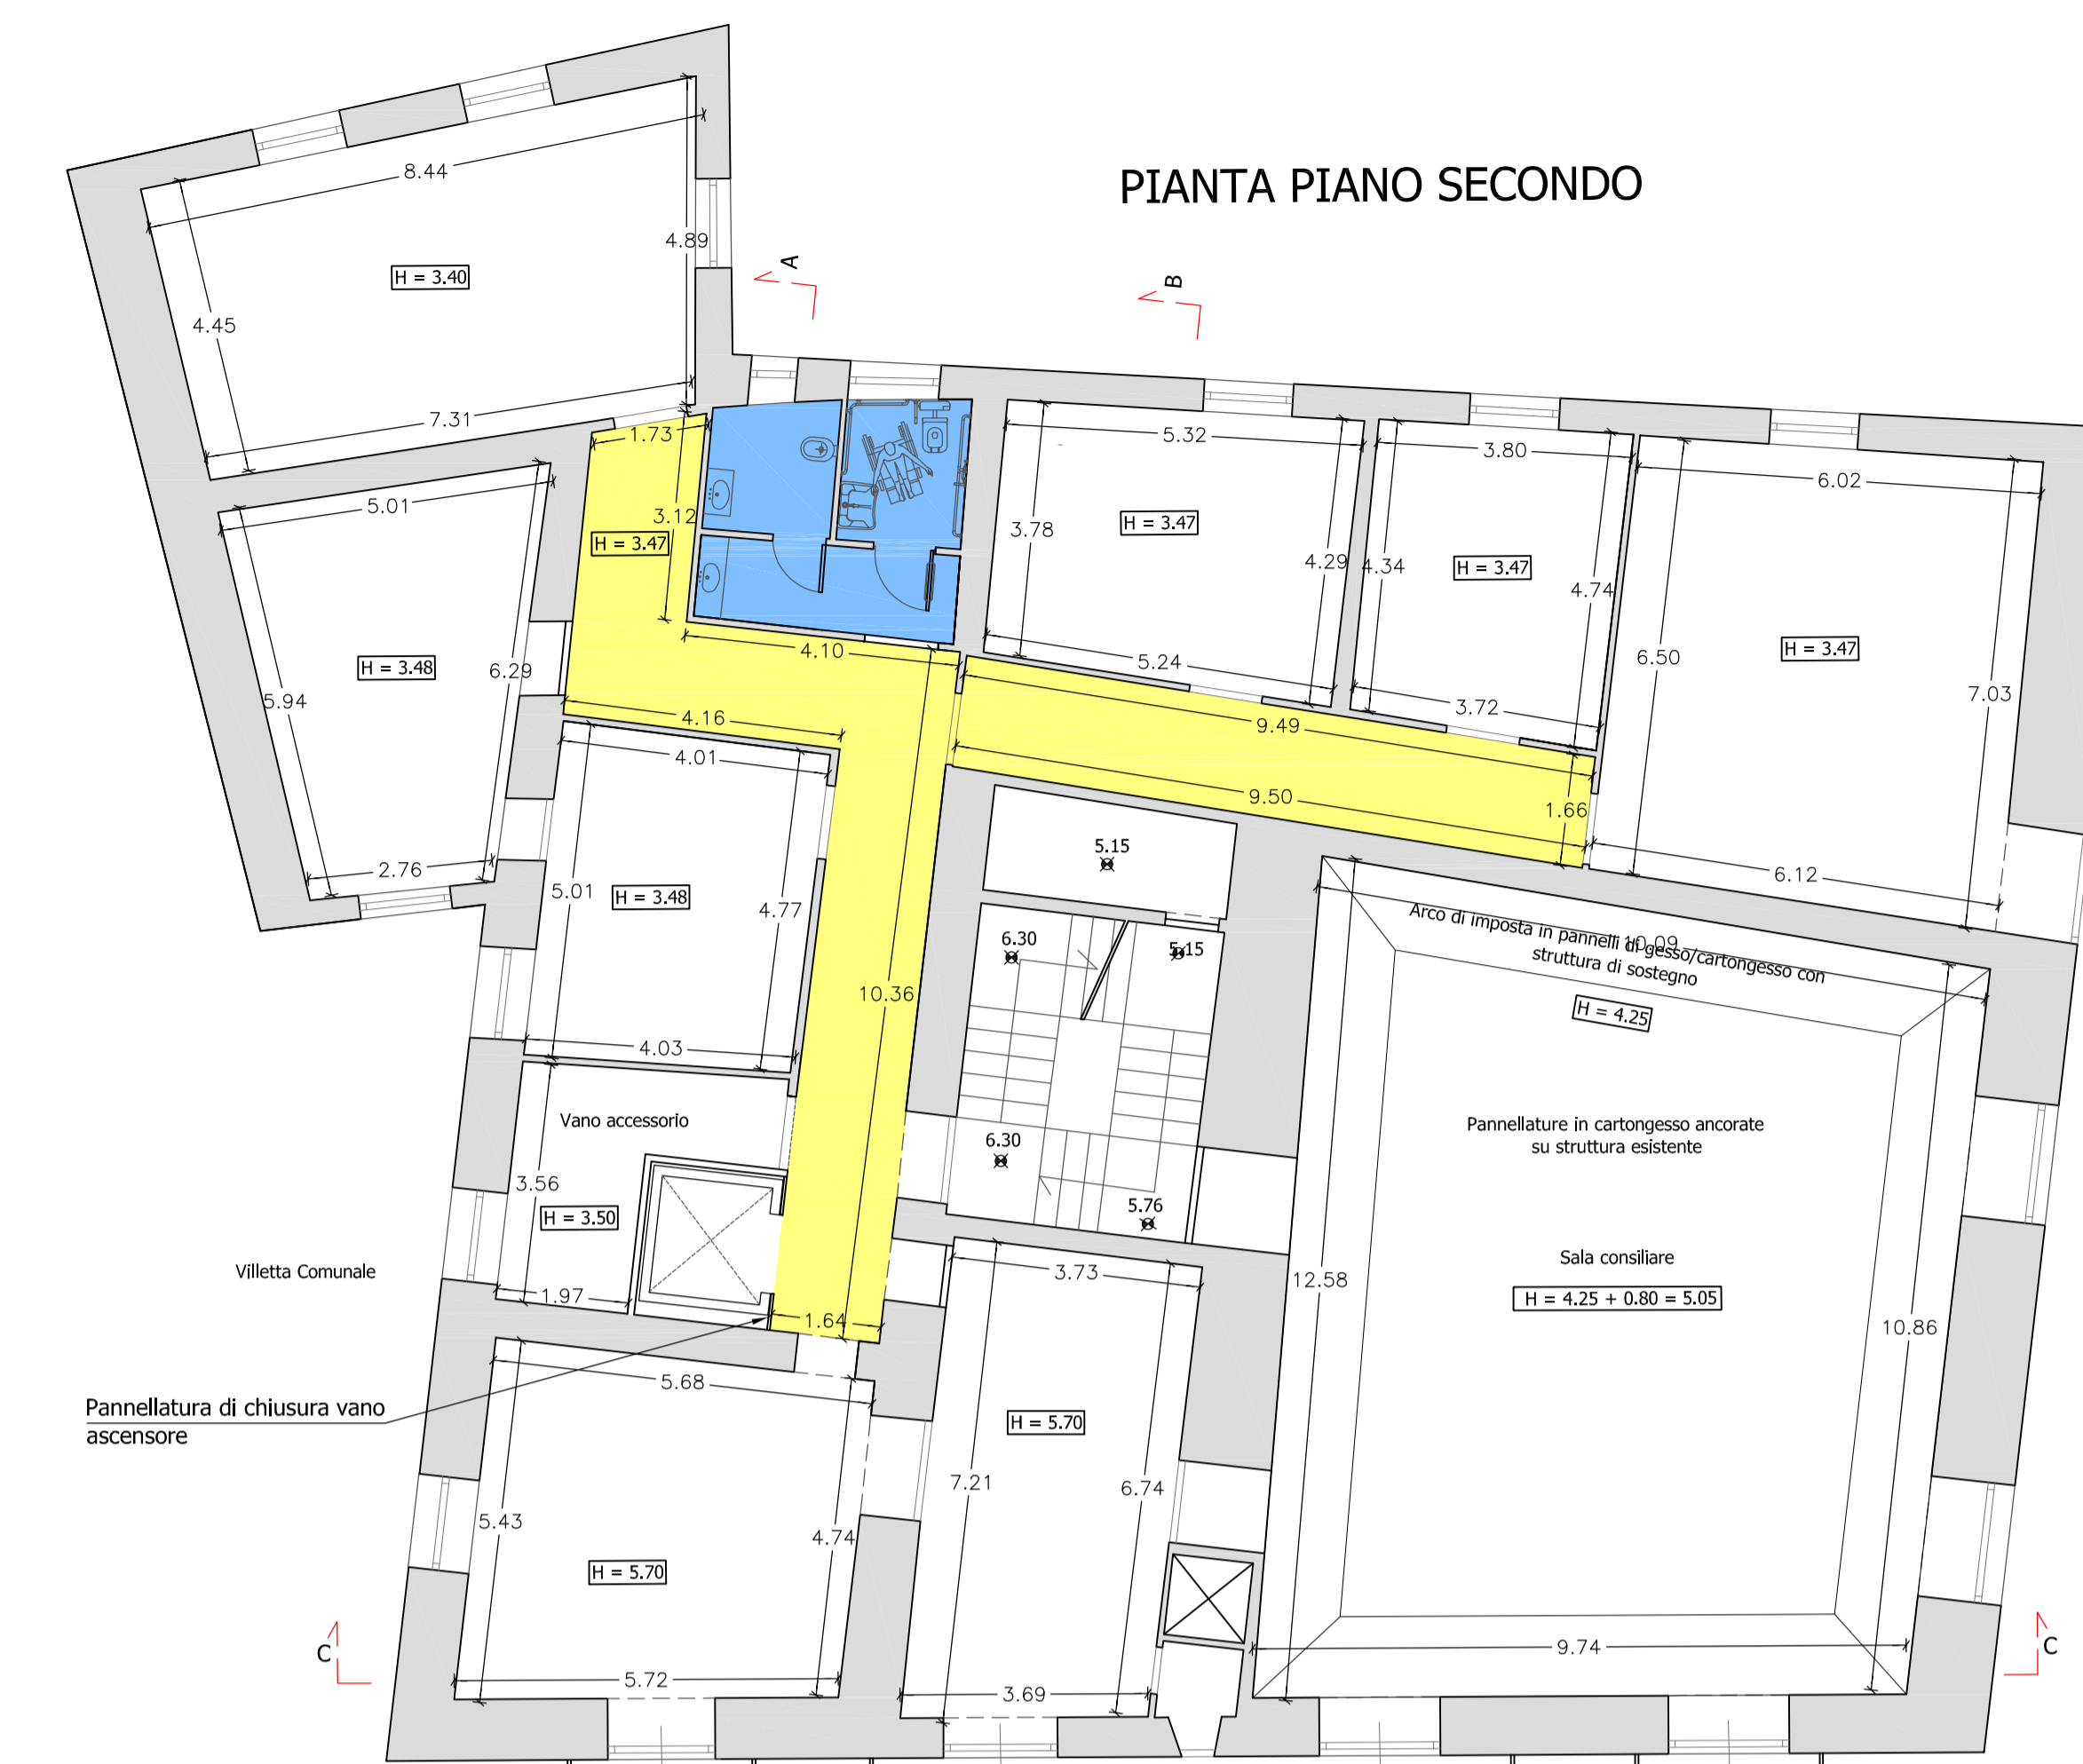 PIANTA PIANO SECONDO
8.44
4.89
A
B
H = 3.40
4.45
7.31
1.73
5.32
3.80
6.02
5.01
3.12
H = 3.47
3.78
H = 3.47
4.29
4.34
H = 3.47
4.74
H = 3.47
6.50
7.03
H = 3.48
6.29
5.94
4.10
5.24
3.72
4.16
9.49
4.01
9.50
1.66
5.15
2.76
6.12
5.01
H = 3.48
4.77
6.30
5.15
Arco di imposta in pannelli di gesso/cartongesso con
struttura di sostegno
10.09
H = 4.25
10.36
4.03
Vano accessorio
Pannellature in cartongesso ancorate
su struttura esistente
6.30
3.56
H = 3.50
5.76
Villetta Comunale
Sala consiliare
3.73
12.58
1.97
H = 4.25 + 0.80 = 5.05
1.64
10.86
5.68
Pannellatura di chiusura vano
ascensore
H = 5.70
7.21
6.74
5.43
4.74
H = 5.70
C
C
9.74
5.72
3.69